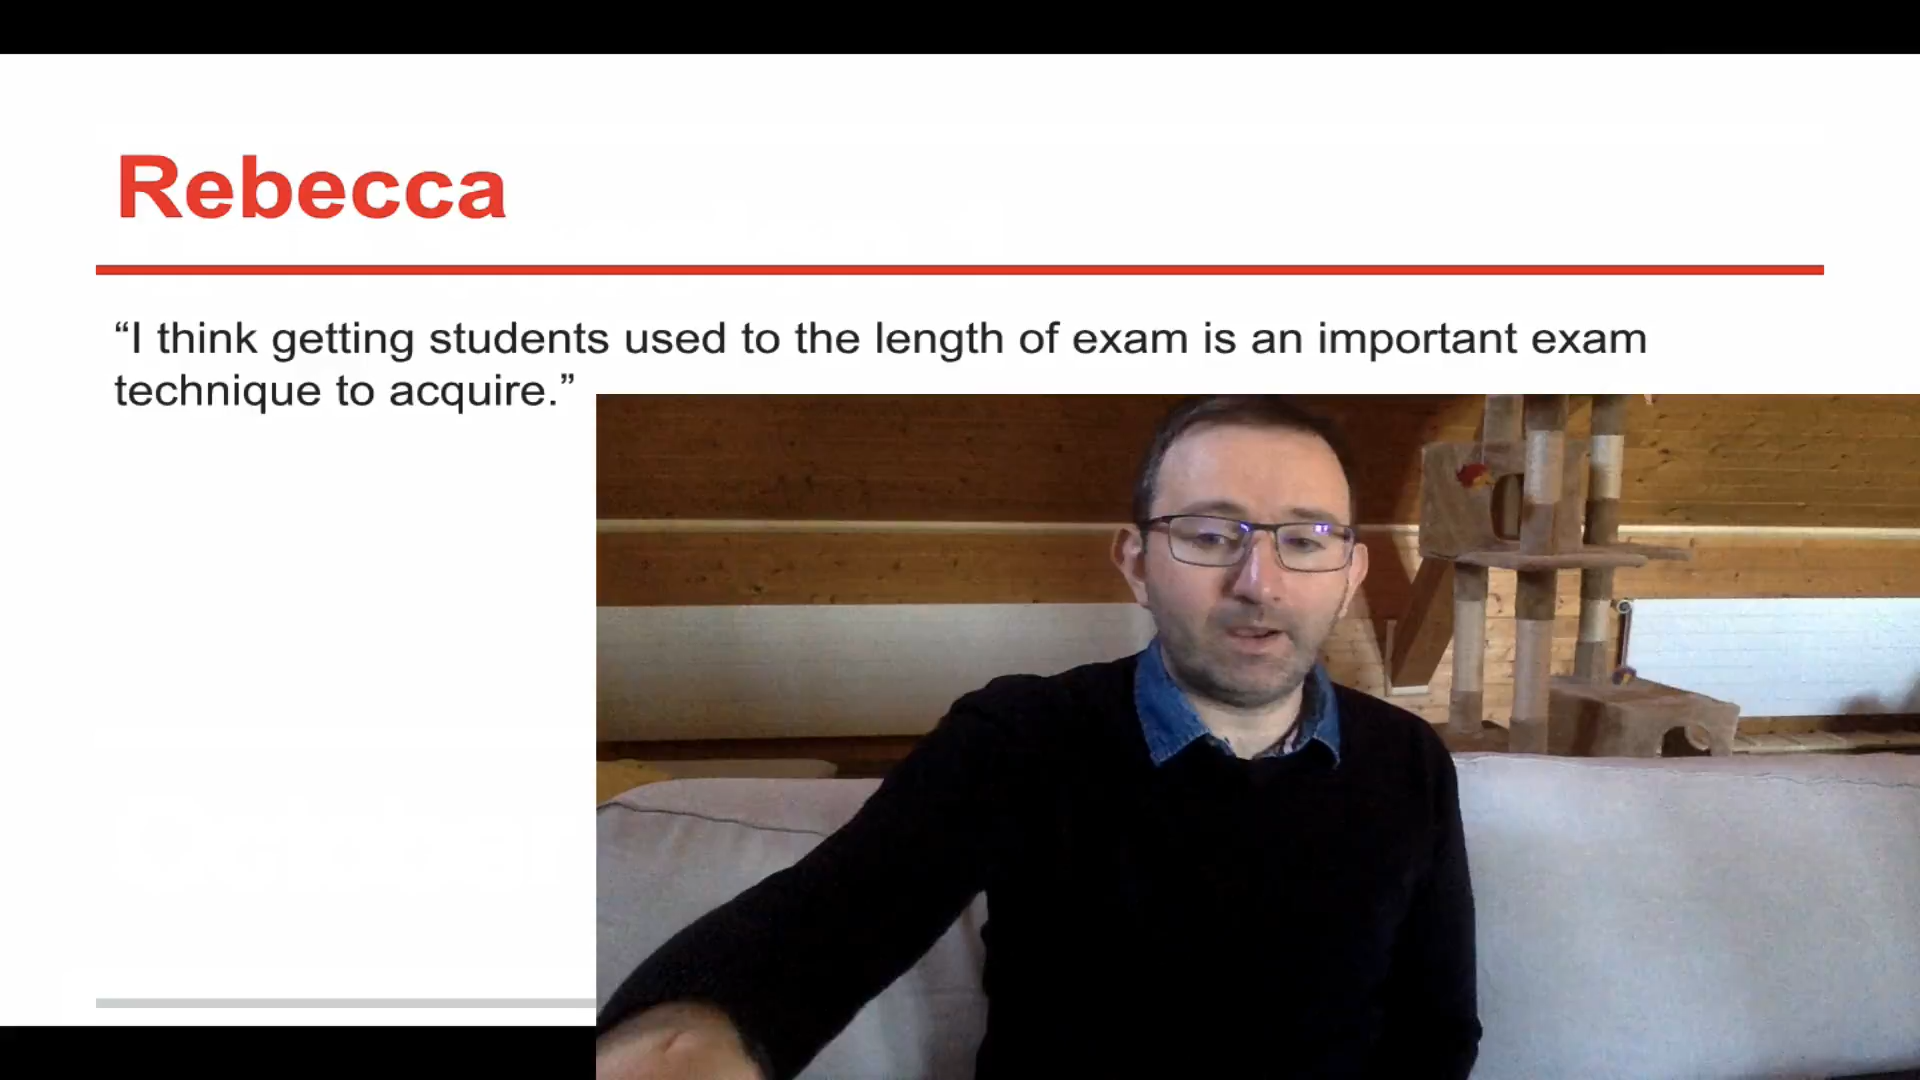 Rebecca
“I think getting students used to the length of exam is an important exam
technique to acquire.”